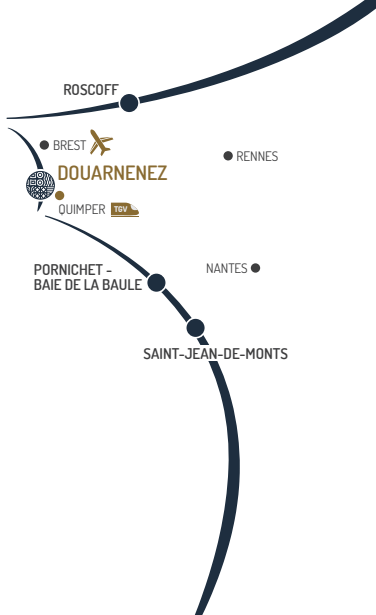 ROSCOFF
BREST
RENNES
DOUARNENEZ
QUIMPER TGV
PORNICHET -
BAIE DE LA BAULE
NANTES
SAINT-JEAN-DE-MONTS